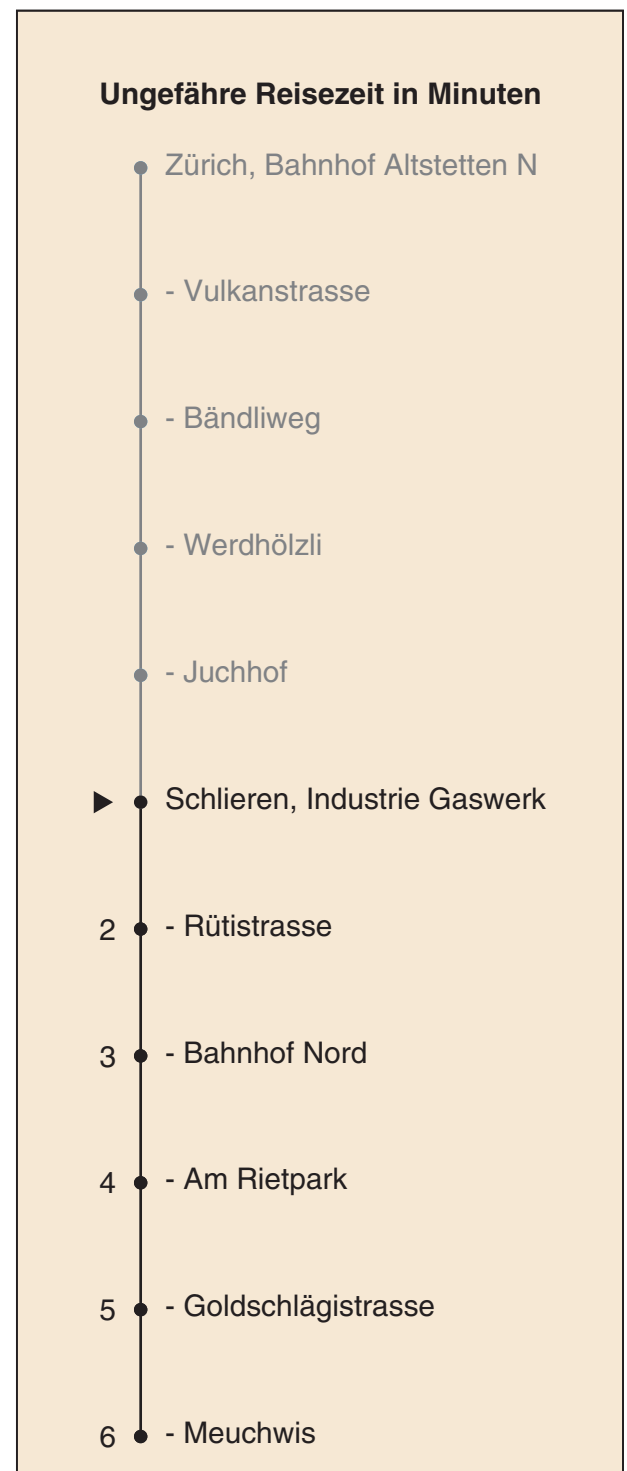 Ungefähre Reisezeit in Minuten
Zürich, Bahnhof Altstetten N
- Vulkanstrasse
- Bändliweg
- Werdhölzli
- Juchhof
Schlieren, Industrie Gaswerk
2 - Rütistrasse
3 - Bahnhof Nord
4 - Am Rietpark
5 - Goldschlägistrasse
6 - Meuchwis